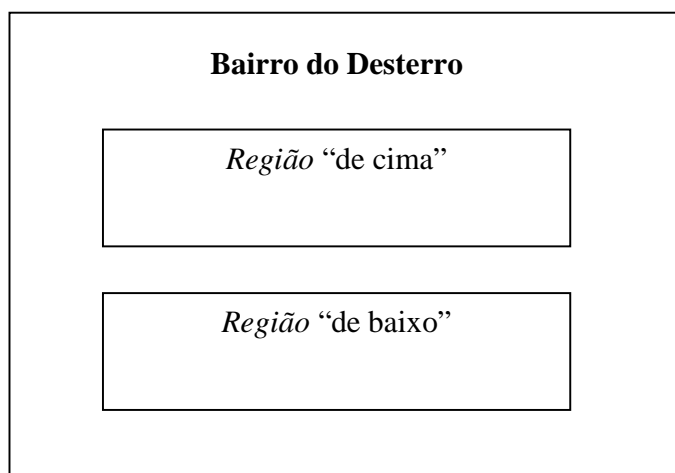 Bairro do Desterro
Região “de cima”
Região “de baixo”